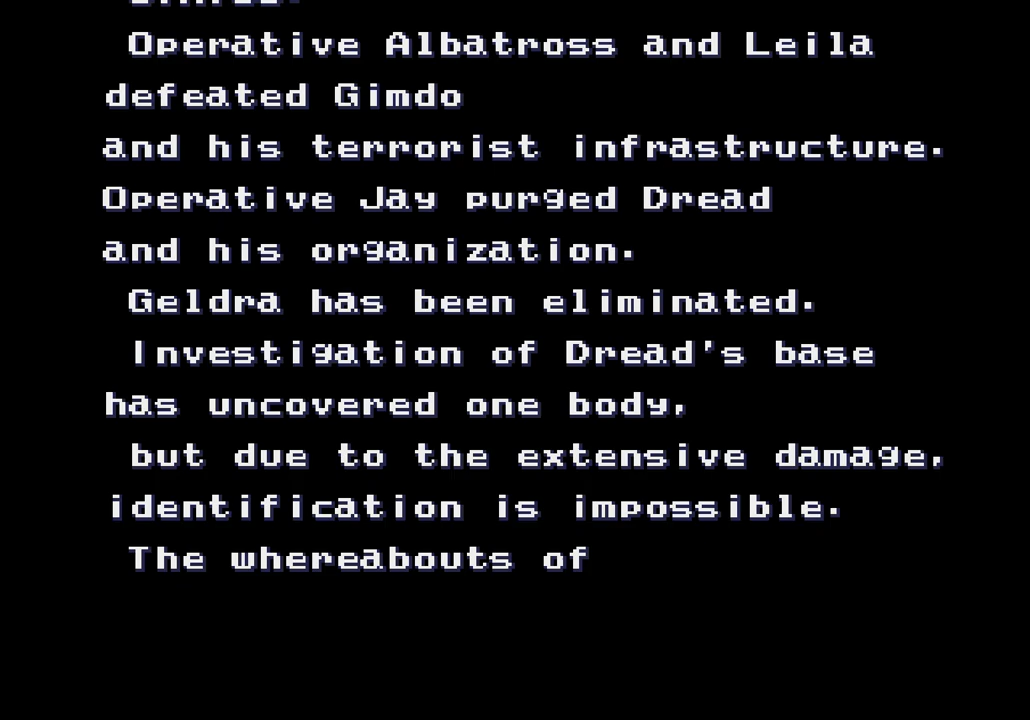 Operative Albatross and Leila
defeated Gimdo
and his terrorist infrastructure.
Operative Jay purged Dread
and his organization.
Geldra has been eliminated.
Investigation of Dread's base
has uncovered one body,
but due to the extensive damage,
identification is impossible.
The whereabouts of